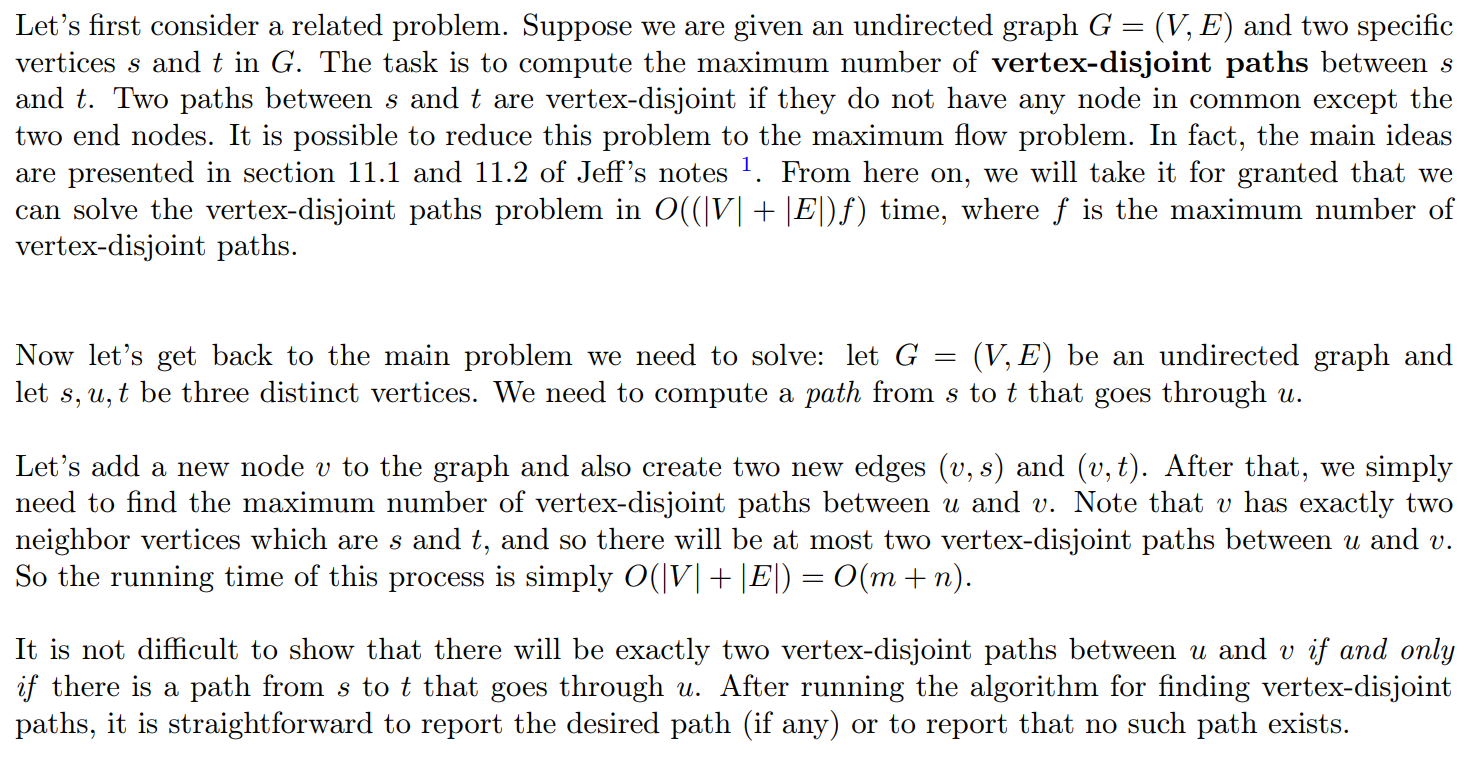 Let's first consider a related problem. Suppose we are given an undirected graph G = (V, E) and two specific
vertices s and t in G. The task is to compute the maximum number of vertex-disjoint paths between s
and t. Two paths between s and t are vertex-disjoint if they do not have any node in common except the
two end nodes. It is possible to reduce this problem to the maximum flow problem. In fact, the main ideas
are presented in section 11.1 and 11.2 of Jeff's notes 1. From here on, we will take it for granted that we
can solve the vertex-disjoint paths problem in O((|V| + |E|)f) time, where f is the maximum number of
vertex-disjoint paths.
Now let's get back to the main problem we need to solve: let G = (V, E) be an undirected graph and
let s, u, t be three distinct vertices. We need to compute a path from s to t that goes through u.
Let's add a new node v to the graph and also create two new edges (v, s) and (v, t). After that, we simply
need to find the maximum number of vertex-disjoint paths between u and v. Note that v has exactly two
neighbor vertices which are s and t, and so there will be at most two vertex-disjoint paths between u and v.
So the running time of this process is simply O(|V| + |E|) = O(m + n).
It is not difficult to show that there will be exactly two vertex-disjoint paths between u and v if and only
if there is a path from s to t that goes through u. After running the algorithm for finding vertex-disjoint
paths, it is straightforward to report the desired path (if any) or to report that no such path exists.